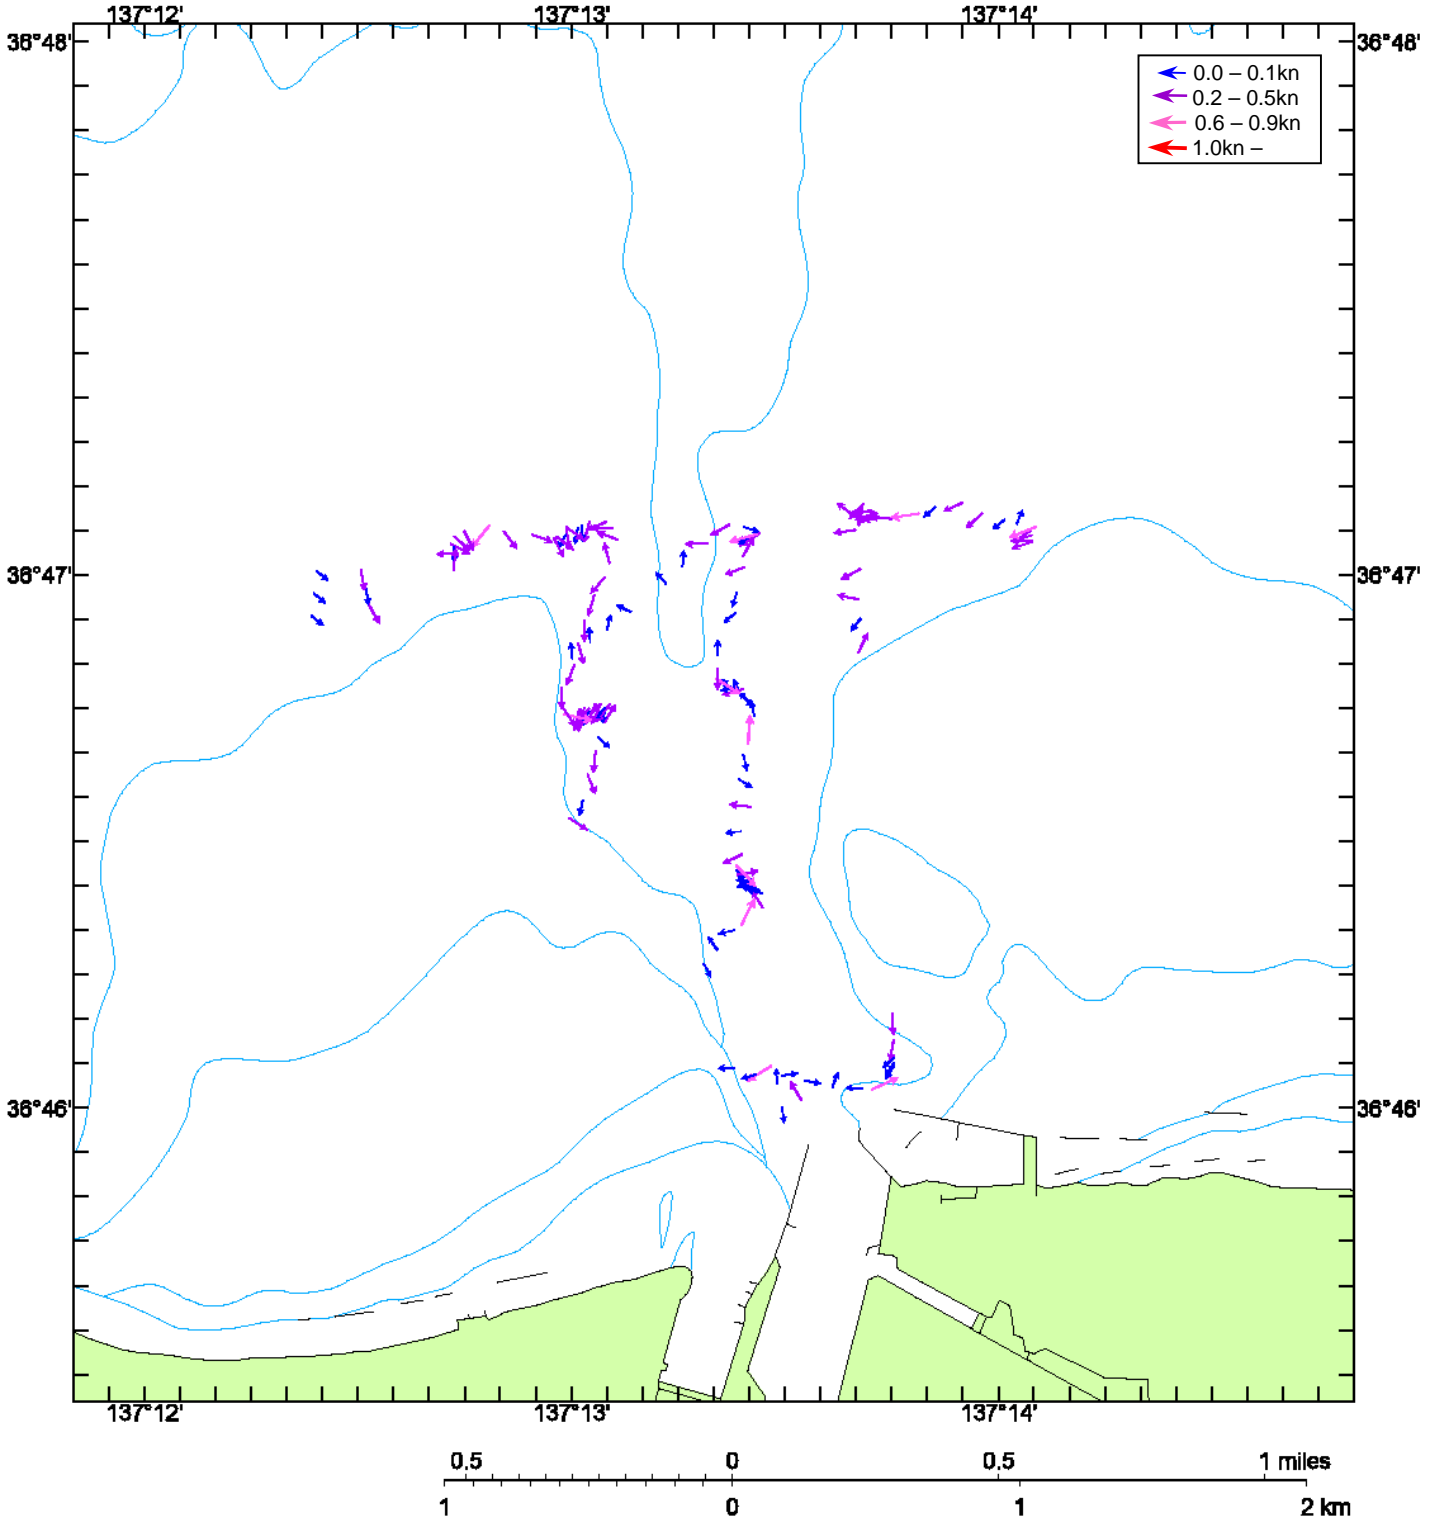 137°12' 137°13' 137°14'
36°48' 36°48'
0.0 – 0.1kn
0.2 – 0.5kn
0.6 – 0.9kn
1.0kn –
36°47' 36°47'
36°46' 36°46'
137°12' 137°13' 137°14'
0.5 0 0.5 1 miles
1 0 1 2 km